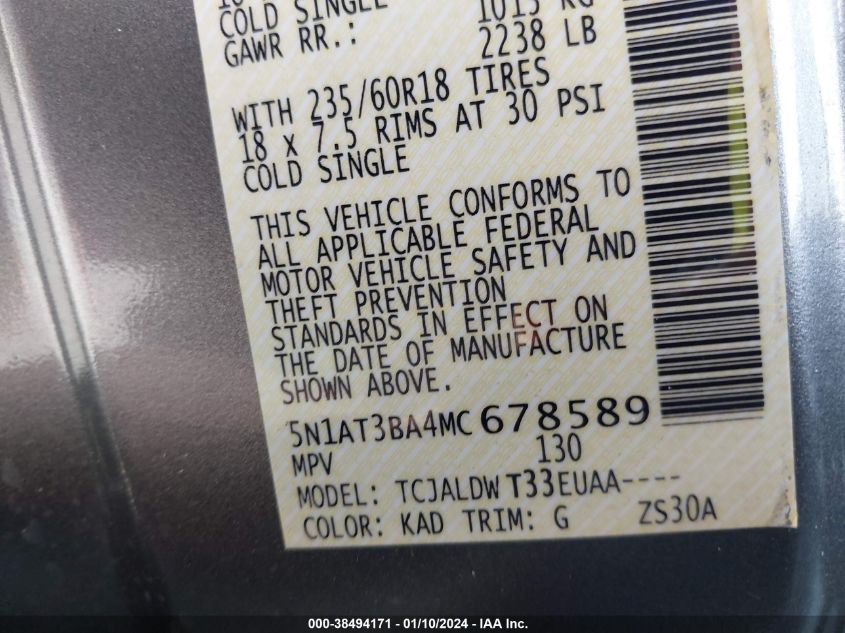 COLD SINGLE 1015 KG
GAWR RR.: 2238 LB
WITH 235/60R18 TIRES
18 x 7.5 RIMS AT 30 PSI
COLD SINGLE
THIS VEHICLE CONFORMS TO
ALL APPLICABLE FEDERAL
MOTOR VEHICLE SAFETY AND
THEFT PREVENTION
STANDARDS IN EFFECT ON
THE DATE OF MANUFACTURE
SHOWN ABOVE.
5N1AT3BA4MC678589
MPV 130
MODEL: TCJALDWT33EUAA----
COLOR: KAD TRIM: G ZS30A
000-38494171 - 01/10/2024 - IAA Inc.